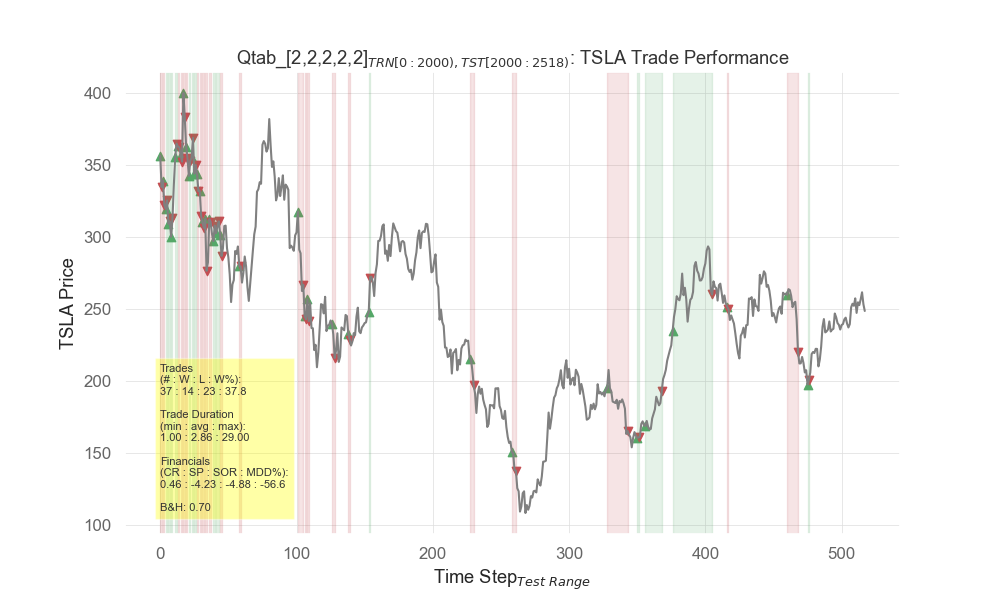 Qtab_[2,2,2,2,2]TRN[0 : 2000), TST[2000 : 2518): TSLA Trade Performance
TSLA Price
400
350
300
250
200
150
100
Trades
(# : W : L : W%):
37 : 14 : 23 : 37.8
Trade Duration
(min : avg : max):
1.00 : 2.86 : 29.00
Financials
(CR : SP : SOR : MDD%):
0.46 : -4.23 : -4.88 : -56.6
B&H: 0.70
0 100 200 300 400 500
Time StepTest Range